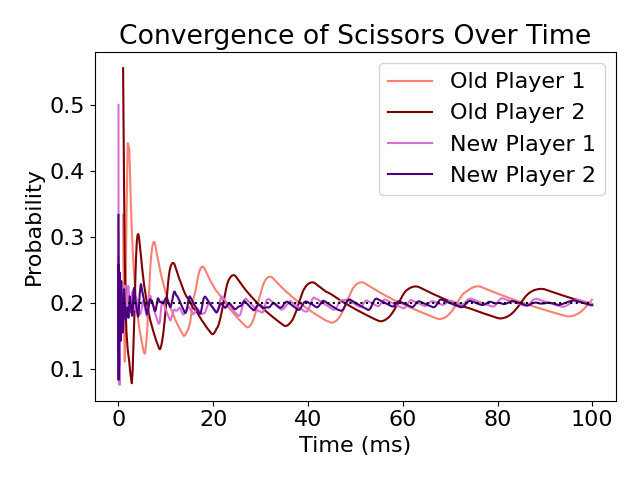 Convergence of Scissors Over Time
Old Player 1
Old Player 2
New Player 1
New Player 2
Probability
0.5
0.4
0.3
0.2
0.1
0 20 40 60 80 100
Time (ms)